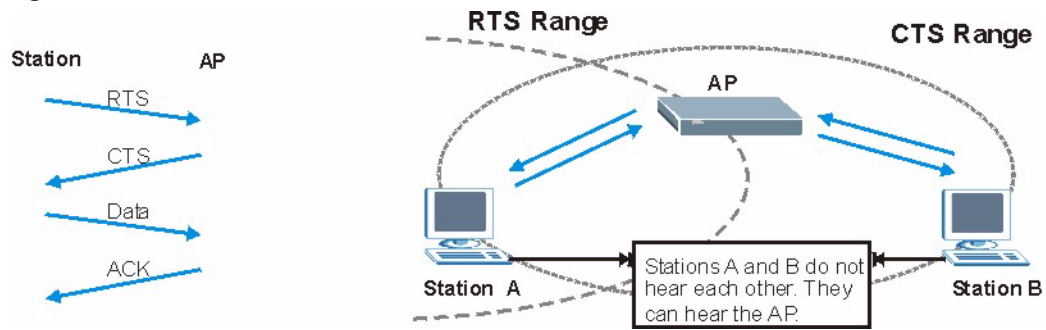 Station AP
RTS
CTS
Data
ACK
RTS Range
CTS Range
AP
Station A
Stations A and B do not
hear each other. They
can hear the AP.
Station B